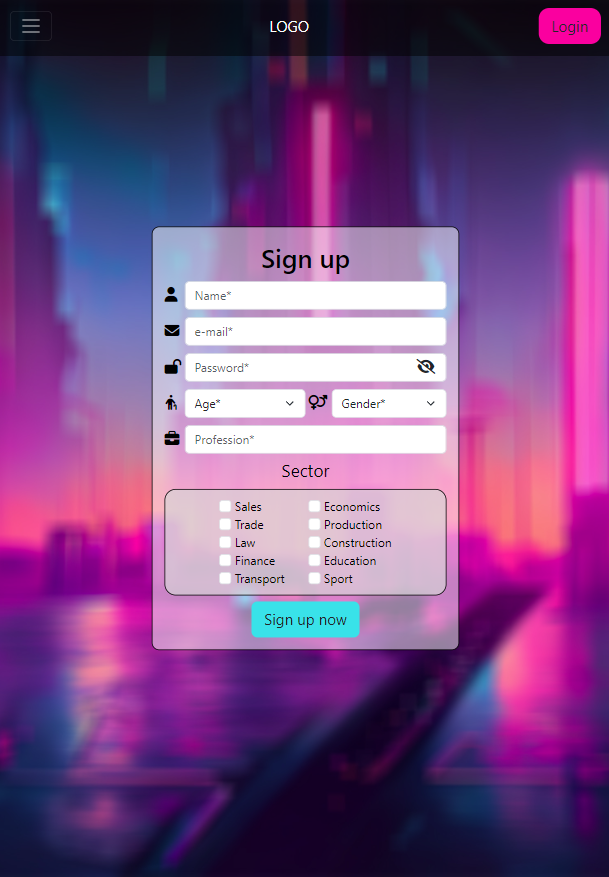 LOGO
Login
Sign up
Name*
e-mail*
Password*
Age* Gender*
Profession*
Sector
Sales Economics
Trade Production
Law Construction
Finance Education
Transport Sport
Sign up now